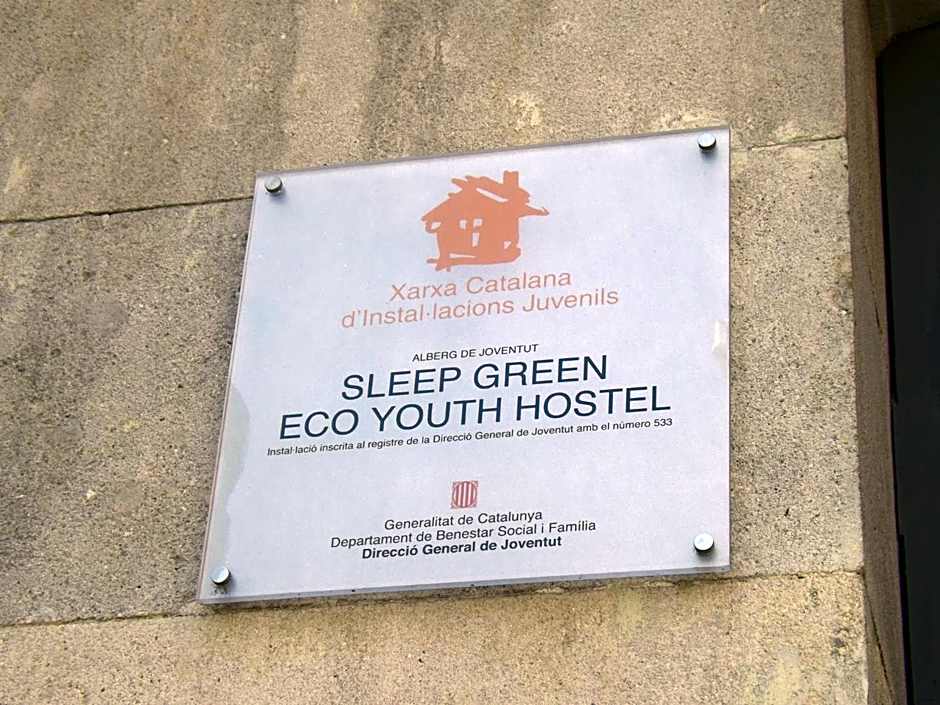 Xarxa Catalana
d'Instal·lacions Juvenils
ALBERG DE JOVENTUT
SLEEP GREEN
ECO YOUTH HOSTEL
Instal·lació inscrita al registre de la Direcció General de Joventut amb el número 533
Generalitat de Catalunya
Departament de Benestar Social i Família
Direcció General de Joventut